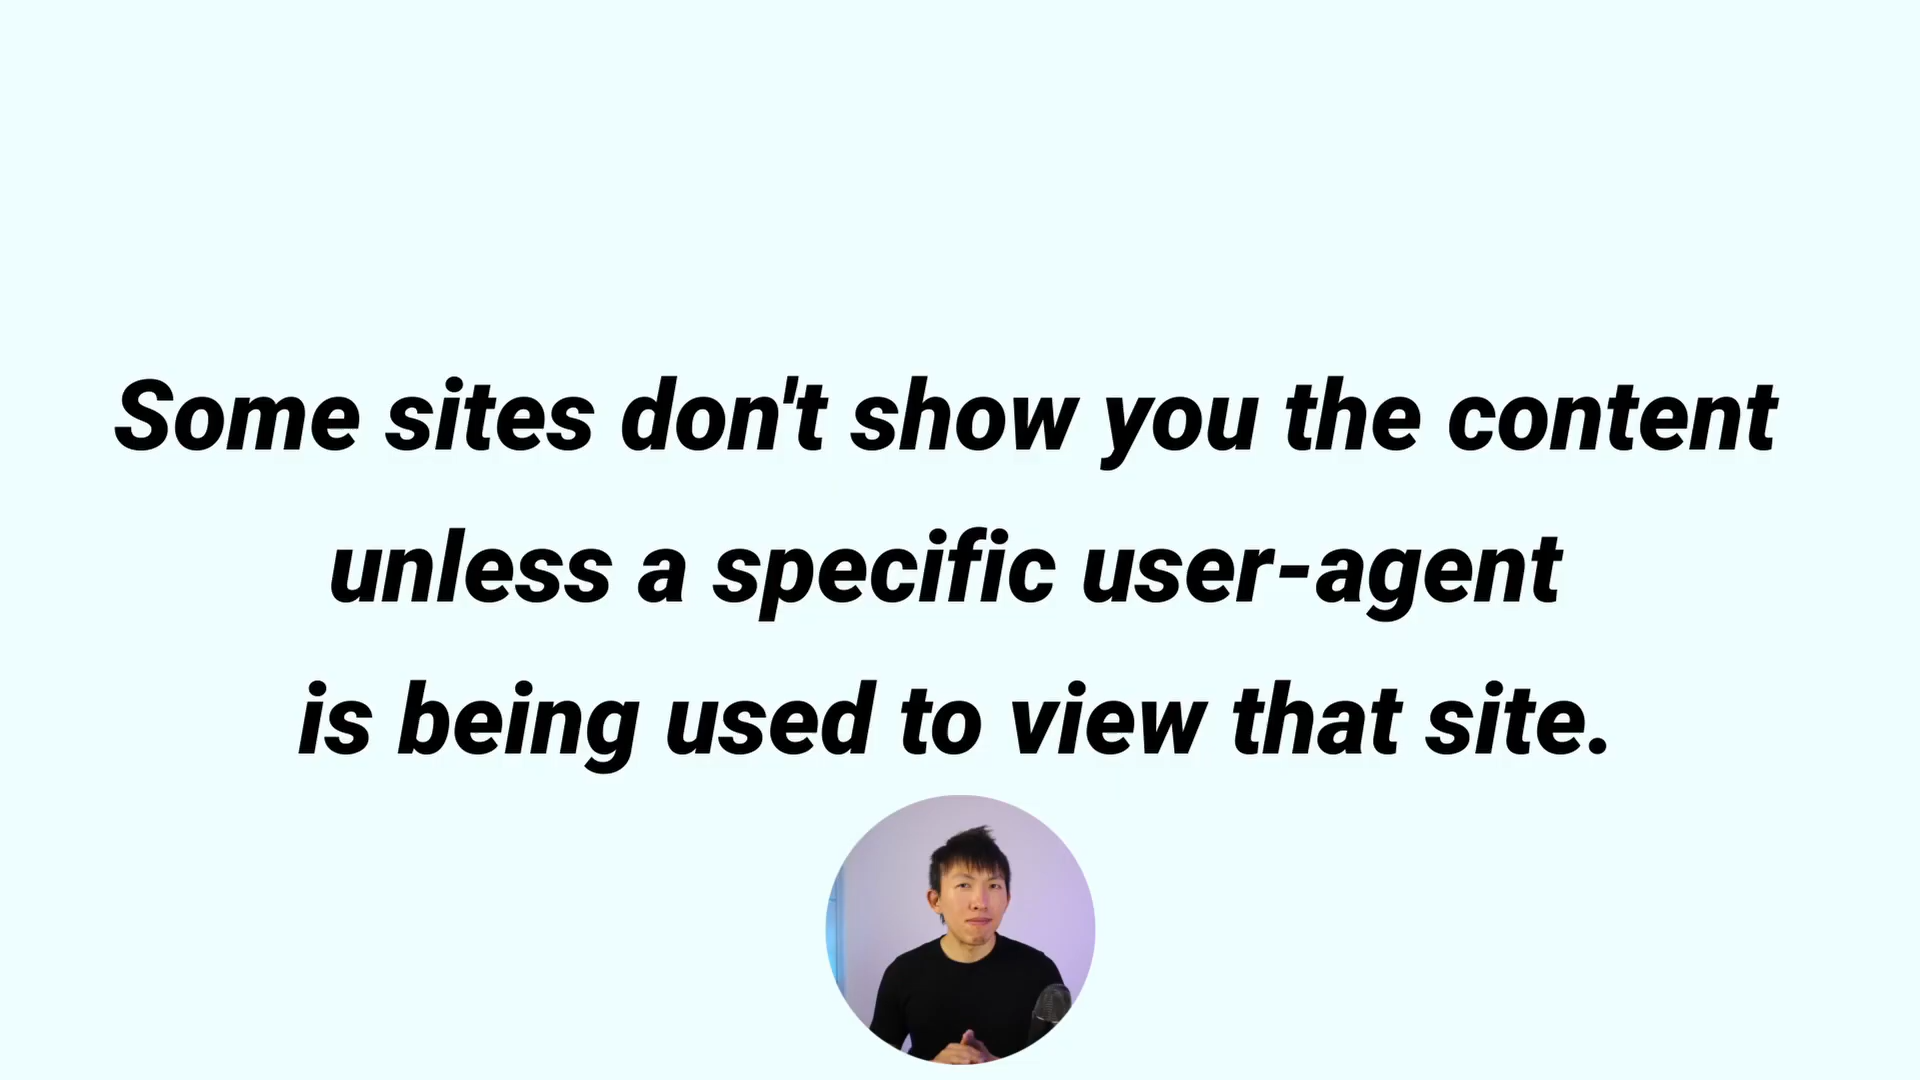 Some sites don't show you the content
unless a specific user-agent
is being used to view that site.